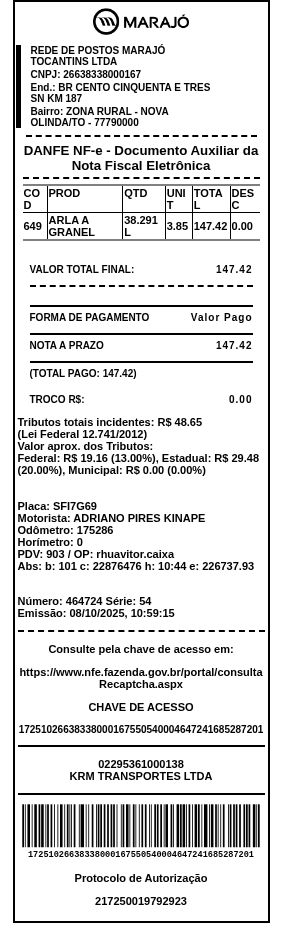 MARAJÓ
REDE DE POSTOS MARAJÓ
TOCANTINS LTDA
CNPJ: 26638338000167
End.: BR CENTO CINQUENTA E TRES
SN KM 187
Bairro: ZONA RURAL - NOVA
OLINDA/TO - 77790000
DANFE NF-e - Documento Auxiliar da
Nota Fiscal Eletrônica
COD PROD QTD UNIT TOTAL DESC
649 ARLA A GRANEL 38.291 L 3.85 147.42 0.00
VALOR TOTAL FINAL: 147.42
FORMA DE PAGAMENTO Valor Pago
NOTA A PRAZO 147.42
(TOTAL PAGO: 147.42)
TROCO R$: 0.00
Tributos totais incidentes: R$ 48.65
(Lei Federal 12.741/2012)
Valor aprox. dos Tributos:
Federal: R$ 19.16 (13.00%), Estadual: R$ 29.48
(20.00%), Municipal: R$ 0.00 (0.00%)
Placa: SFI7G69
Motorista: ADRIANO PIRES KINAPE
Odômetro: 175286
Horímetro: 0
PDV: 903 / OP: rhuavitor.caixa
Abs: b: 101 c: 22876476 h: 10:44 e: 226737.93
Número: 464724 Série: 54
Emissão: 08/10/2025, 10:59:15
Consulte pela chave de acesso em:
https://www.nfe.fazenda.gov.br/portal/consulta
Recaptcha.aspx
CHAVE DE ACESSO
17251026638338000167550540004647241685287201
02295361000138
KRM TRANSPORTES LTDA
17251026638338000167550540004647241685287201
Protocolo de Autorização
217250019792923